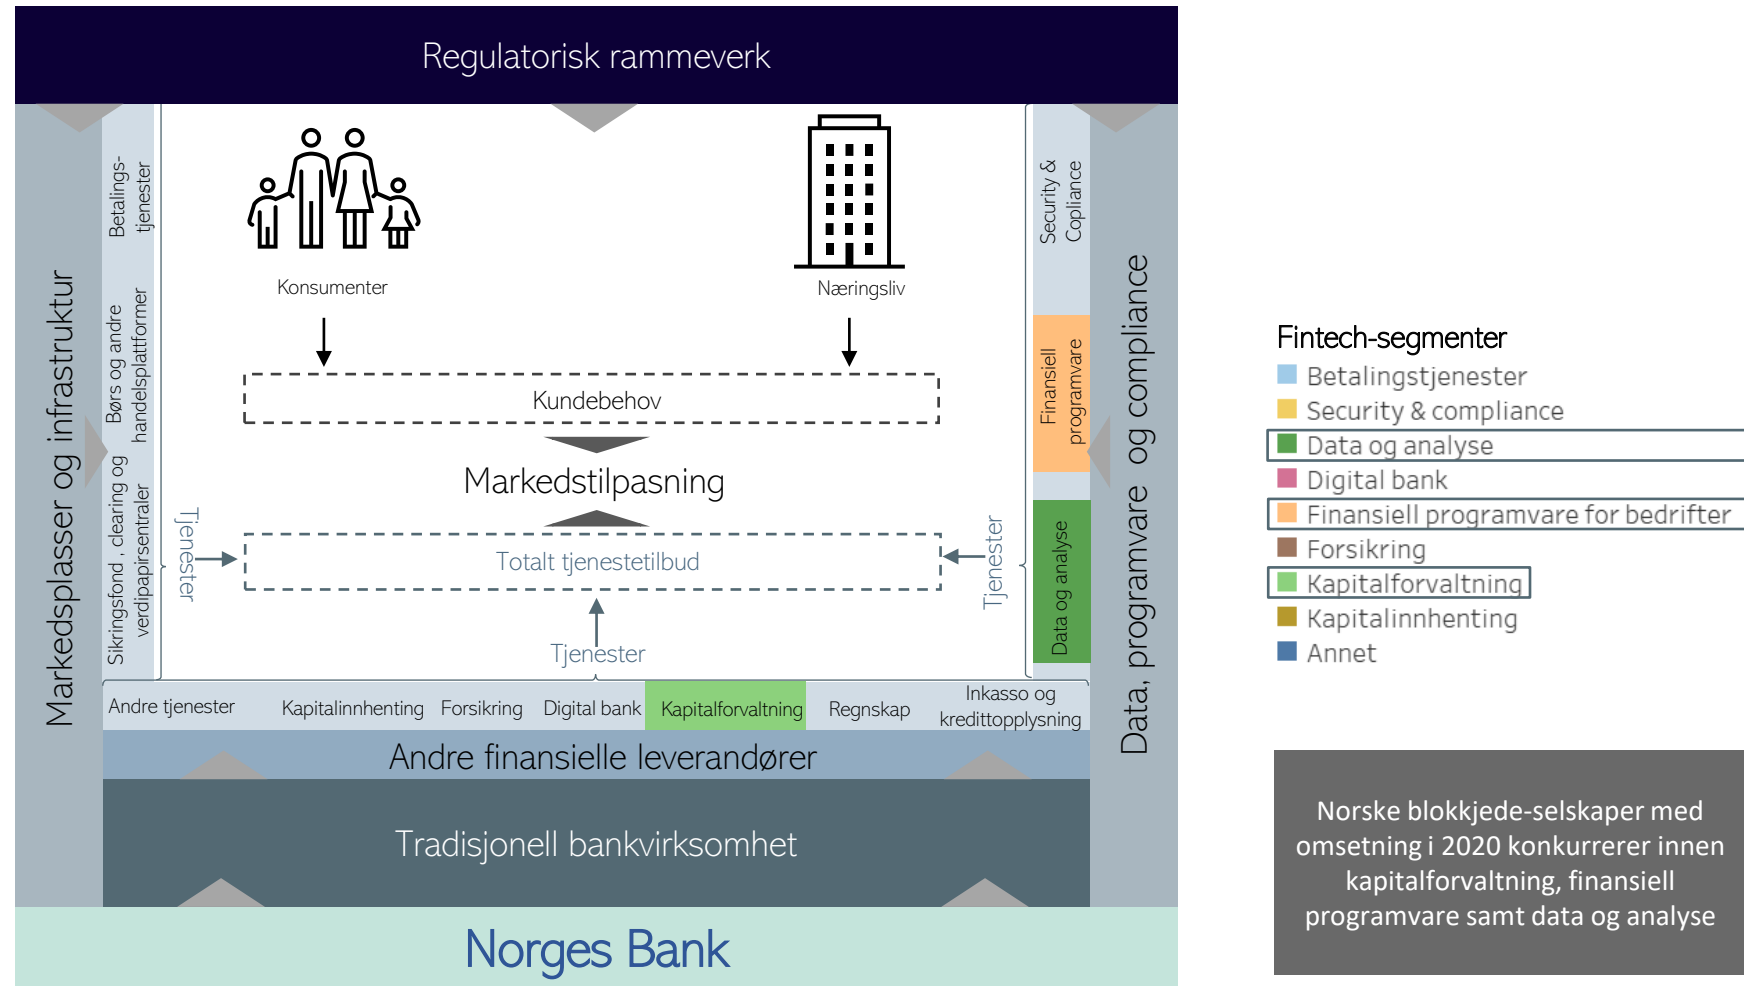 Regulatorisk rammeverk
Markedsplasser og infrastruktur
Betalings-
tjenester
Børs og andre
handelsplattformer
Sikringsfond , clearing og
verdipapirsentraler
Konsumenter
Næringsliv
Kundebehov
Markedstilpasning
Totalt tjenestetilbud
Tjenester
Tjenester
Tjenester
Security &
Copliance
Finansiell
programvare
Data og analyse
Data, programvare og compliance
Andre tjenester
Kapitalinnhenting
Forsikring
Digital bank
Kapitalforvaltning
Regnskap
Inkasso og
kredittopplysning
Andre finansielle leverandører
Tradisjonell bankvirksomhet
Norges Bank
Fintech-segmenter
Betalingstjenester
Security & compliance
Data og analyse
Digital bank
Finansiell programvare for bedrifter
Forsikring
Kapitalforvaltning
Kapitalinnhenting
Annet
Norske blokkjede-selskaper med
omsetning i 2020 konkurrerer innen
kapitalforvaltning, finansiell
programvare samt data og analyse